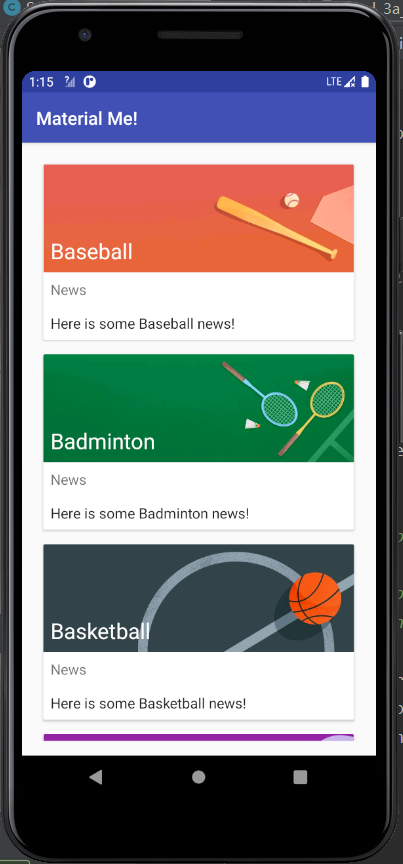 1:15
LTE
Material Me!
Baseball
News
Here is some Baseball news!
Badminton
News
Here is some Badminton news!
Basketball
News
Here is some Basketball news!